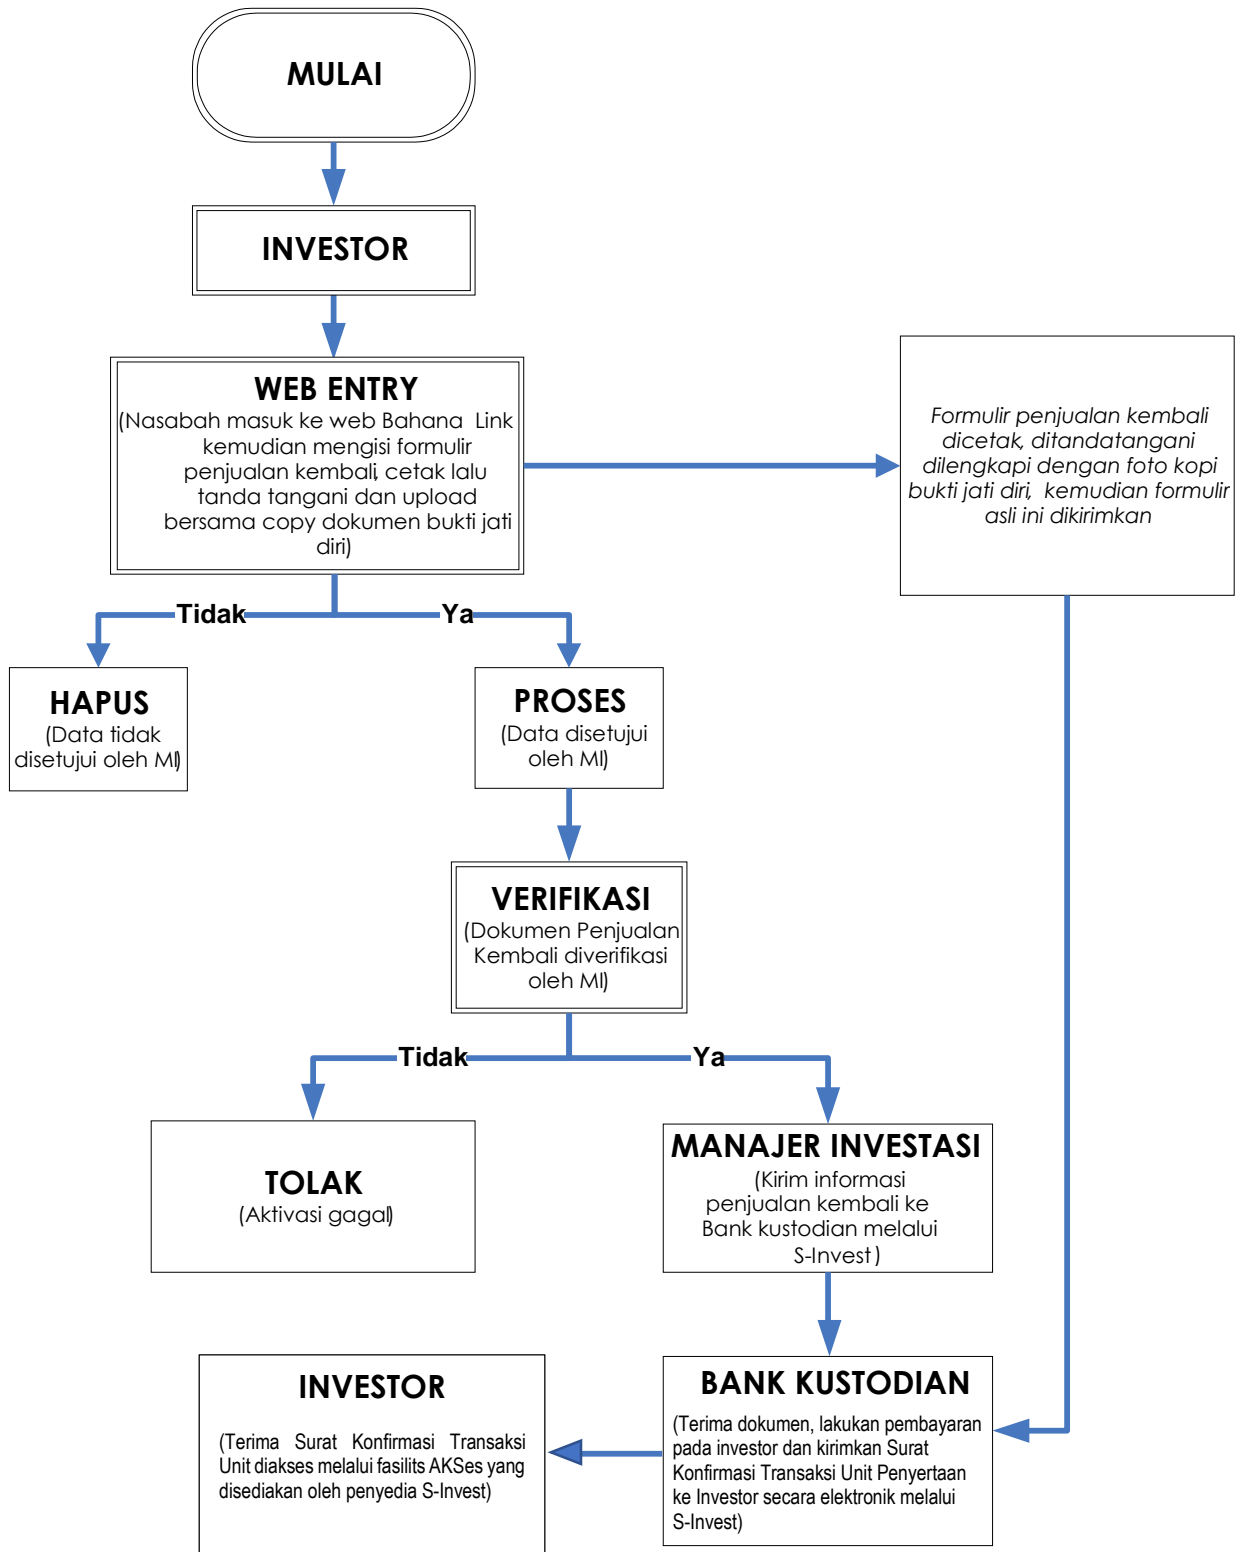 MULAI
INVESTOR
WEB ENTRY
(Nasabah masuk ke web Bahana Link
kemudian mengisi formulir
penjualan kembali, cetak lalu
tanda tangani dan upload
bersama copy dokumen bukti jati
diri)
Formulir penjualan kembali
dicetak, ditandatangani
dilengkapi dengan foto kopi
bukti jati diri, kemudian formulir
asli ini dikirimkan
Tidak
Ya
HAPUS
(Data tidak
disetujui oleh MI)
PROSES
(Data disetujui
oleh MI)
VERIFIKASI
(Dokumen Penjualan
Kembali diverifikasi
oleh MI)
Tidak
Ya
TOLAK
(Aktivasi gagal)
MANAJER INVESTASI
(Kirim informasi
penjualan kembali ke
Bank kustodian melalui
S-Invest)
INVESTOR
(Terima Surat Konfirmasi Transaksi
Unit diakses melalui fasilits AKSes yang
disediakan oleh penyedia S-Invest)
BANK KUSTODIAN
(Terima dokumen, lakukan pembayaran
pada investor dan kirimkan Surat
Konfirmasi Transaksi Unit Penyertaan
ke Investor secara elektronik melalui
S-Invest)